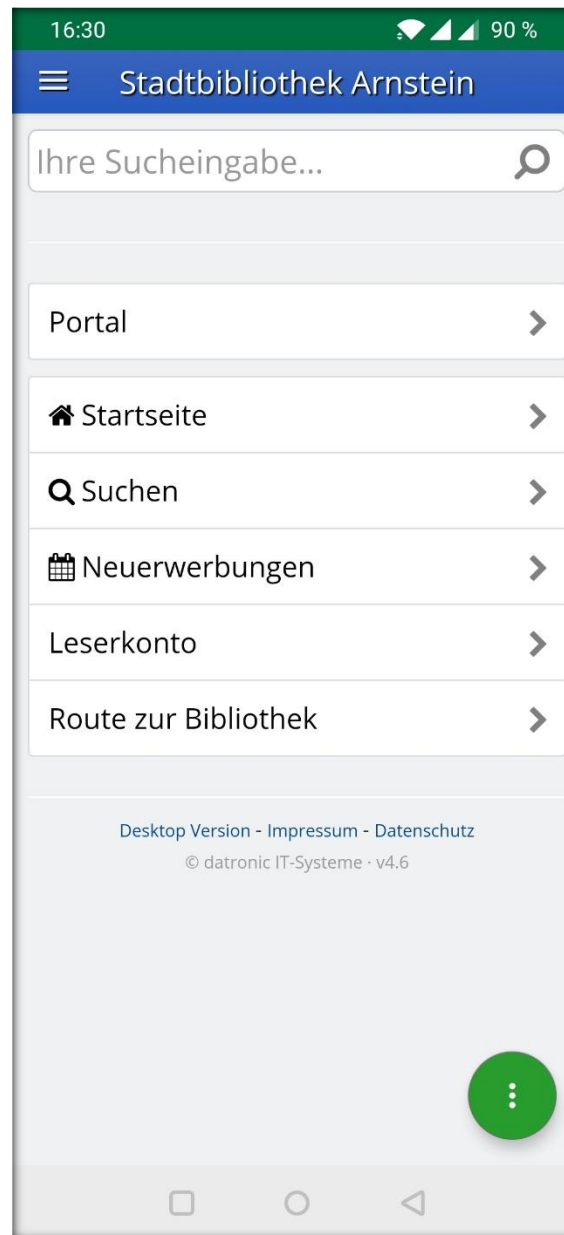 16:30 90 %
Stadtbibliothek Arnstein
Ihre Sucheingabe...
Portal
Startseite
Suchen
Neuerwerbungen
Leserkonto
Route zur Bibliothek
Desktop Version - Impressum - Datenschutz
© datronic IT-Systeme · v4.6